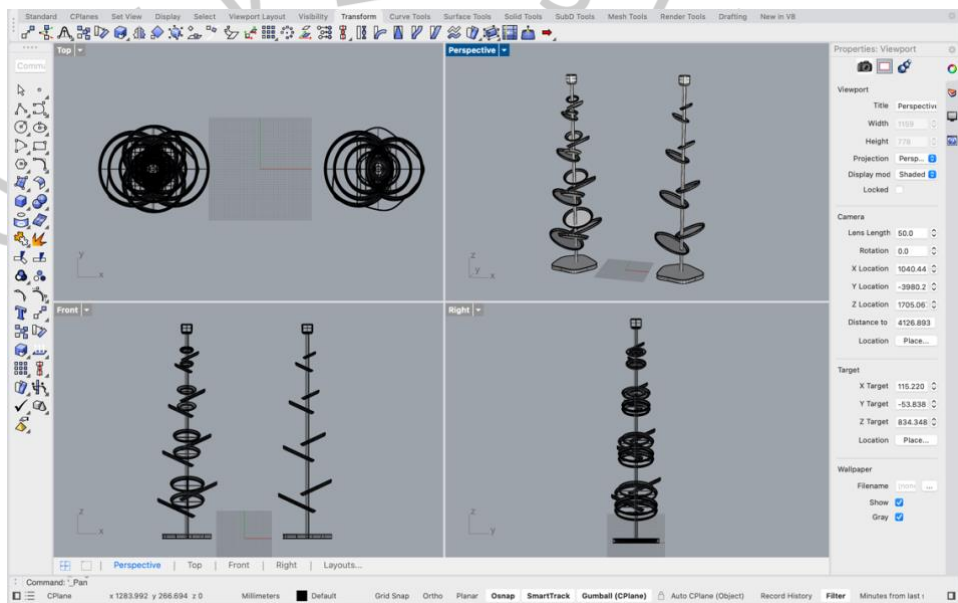 Standard CPlanes Set View Display Select Viewport Layout Visibility Transform Curve Tools Surface Tools Solid Tools SubD Tools Mesh Tools Render Tools Drafting New in V8
Top
Perspective
Properties: Viewport
Comm
Viewport
Title Perspective
Width 1159
Height 776
Projection Persp...
Display mod Shaded
Locked
Camera
Lens Length 50.0
Rotation 0.0
X Location 1040.44
Y Location -3980.2
Z Location 1705.06
Distance to 4126.893
Location Place...
y
x
z
y x
Front
Right
Target
X Target 115.220
Y Target -53.838
Z Target 834.348
Location Place...
Wallpaper
Filename ...
Show
Gray
z
x
z
y
Perspective | Top | Front | Right | Layouts...
Command: '_Pan
CPlane x 1283.992 y 266.694 z 0 Millimeters Default Grid Snap Ortho Planar Osnap SmartTrack Gumball (CPlane) Auto CPlane (Object) Record History Filter Minutes from last